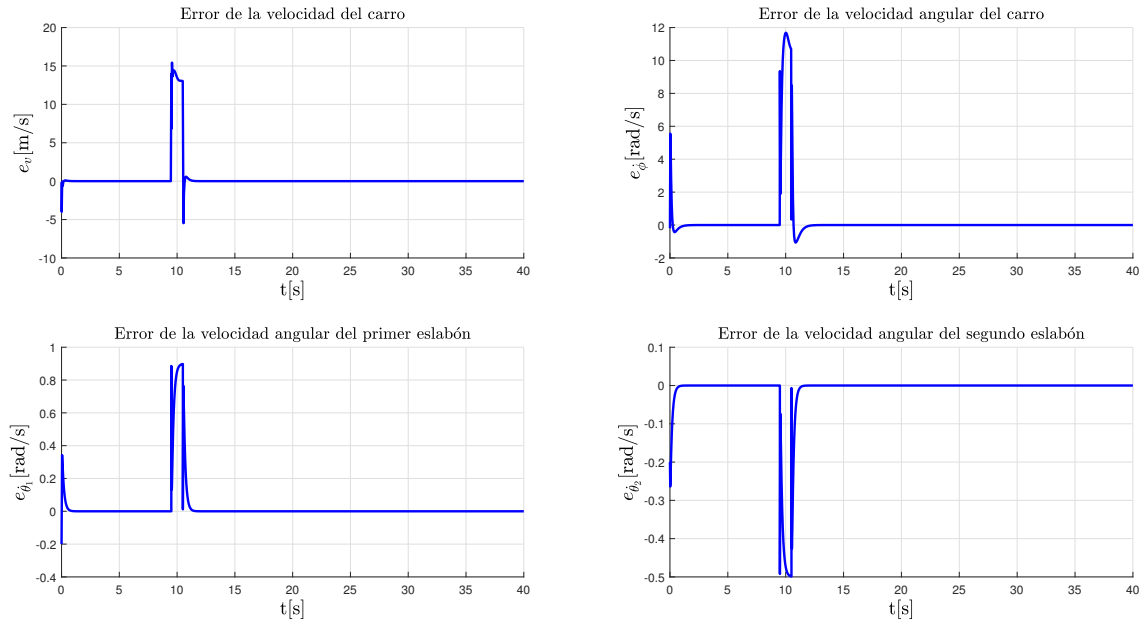 Error de la velocidad del carro
20
15
10
5
0
-5
-10
e_v[m/s]
0 5 10 15 20 25 30 35 40
t[s]
Error de la velocidad angular del carro
12
10
8
6
4
2
0
-2
e_φ̇[rad/s]
0 5 10 15 20 25 30 35 40
t[s]
Error de la velocidad angular del primer eslabón
1
0.8
0.6
0.4
0.2
0
-0.2
-0.4
e_θ̇₁[rad/s]
0 5 10 15 20 25 30 35 40
t[s]
Error de la velocidad angular del segundo eslabón
0.1
0
-0.1
-0.2
-0.3
-0.4
-0.5
e_θ̇₂[rad/s]
0 5 10 15 20 25 30 35 40
t[s]